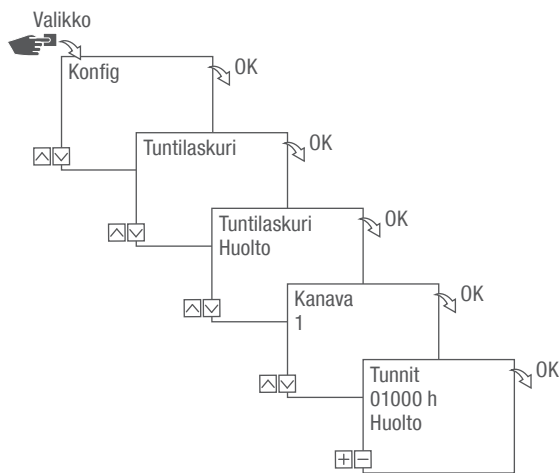 Valikko
Konfig
OK
Tuntilaskuri
OK
Tuntilaskuri
Huolto
OK
Kanava
1
OK
Tunnit
01000 h
Huolto
OK
+ −